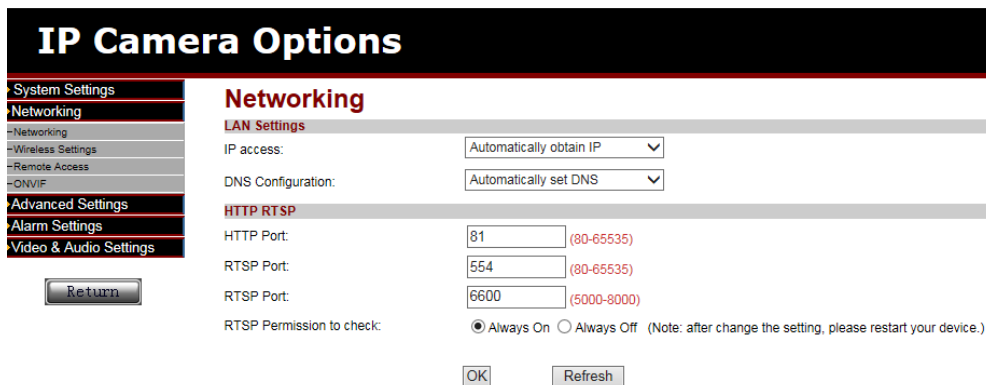 IP Camera Options
System Settings
Networking
Networking
Wireless Settings
Remote Access
ONVIF
Advanced Settings
Alarm Settings
Video & Audio Settings
Return
Networking
LAN Settings
IP access: Automatically obtain IP
DNS Configuration: Automatically set DNS
HTTP RTSP
HTTP Port: 81 (80-65535)
RTSP Port: 554 (80-65535)
RTSP Port: 6600 (5000-8000)
RTSP Permission to check: Always On Always Off (Note: after change the setting, please restart your device.)
OK Refresh